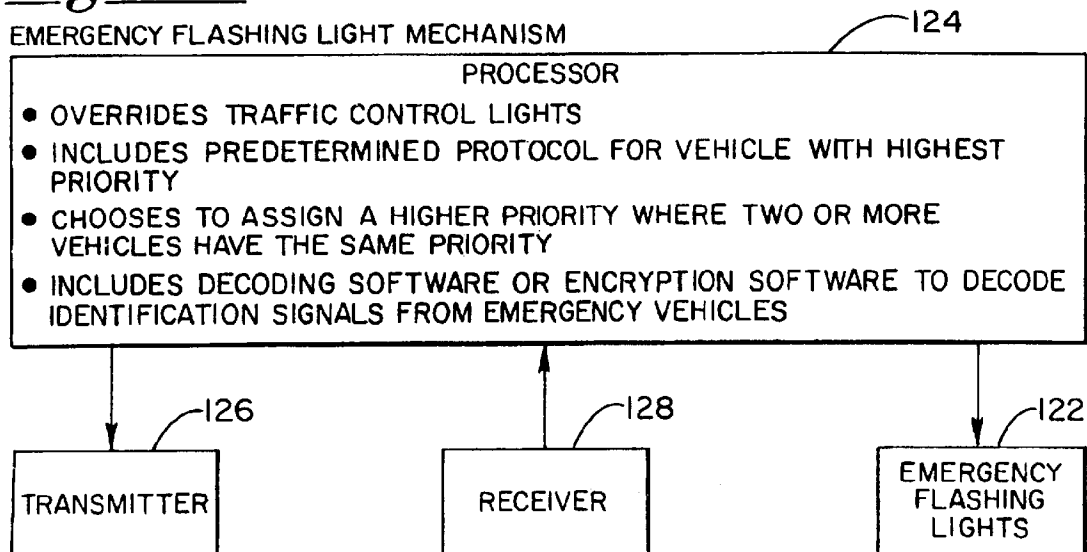 EMERGENCY FLASHING LIGHT MECHANISM
124
PROCESSOR
• OVERRIDES TRAFFIC CONTROL LIGHTS
• INCLUDES PREDETERMINED PROTOCOL FOR VEHICLE WITH HIGHEST
PRIORITY
• CHOOSES TO ASSIGN A HIGHER PRIORITY WHERE TWO OR MORE
VEHICLES HAVE THE SAME PRIORITY
• INCLUDES DECODING SOFTWARE OR ENCRYPTION SOFTWARE TO DECODE
IDENTIFICATION SIGNALS FROM EMERGENCY VEHICLES
126
128
122
TRANSMITTER
RECEIVER
EMERGENCY
FLASHING
LIGHTS